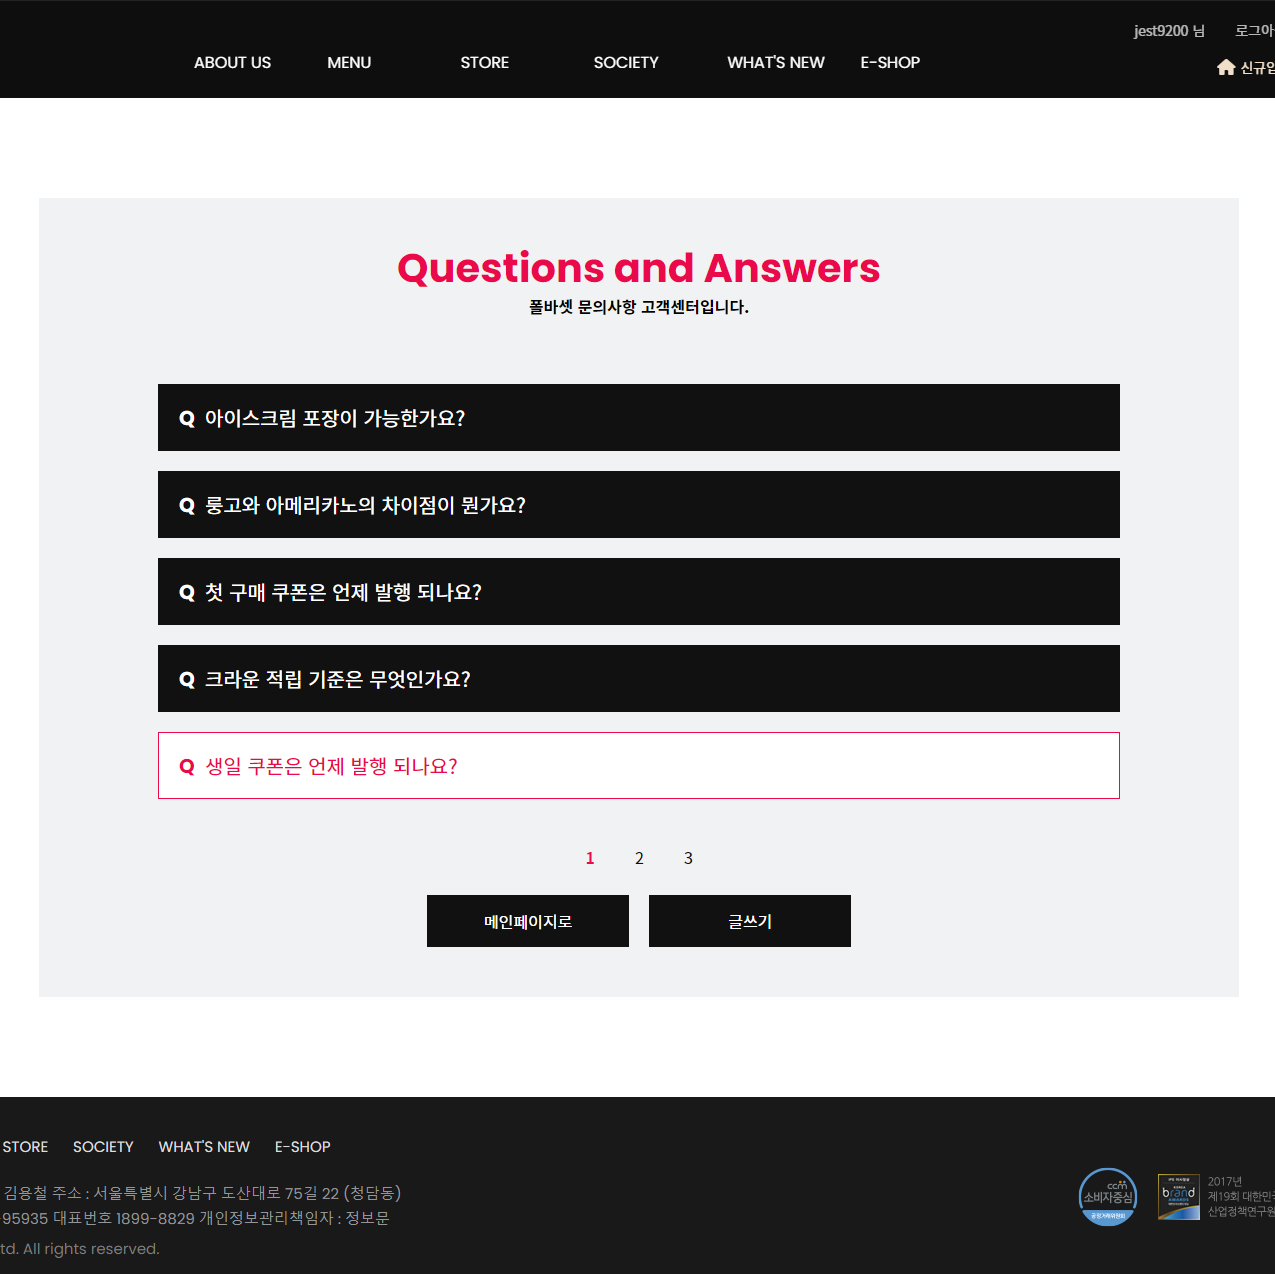 jest9200 님 로그아
ABOUT US MENU STORE SOCIETY WHAT'S NEW E-SHOP
신규입
Questions and Answers
폴바셋 문의사항 고객센터입니다.
Q 아이스크림 포장이 가능한가요?
Q 룽고와 아메리카노의 차이점이 뭔가요?
Q 첫 구매 쿠폰은 언제 발행 되나요?
Q 크라운 적립 기준은 무엇인가요?
Q 생일 쿠폰은 언제 발행 되나요?
1 2 3
메인페이지로 글쓰기
STORE SOCIETY WHAT'S NEW E-SHOP
김용철 주소 : 서울특별시 강남구 도산대로 75길 22 (청담동)
-95935 대표번호 1899-8829 개인정보관리책임자 : 정보문
td. All rights reserved.
ccm
소비자중심
공정거래위원회
brand
2017년
제19회 대한민국
산업정책연구원